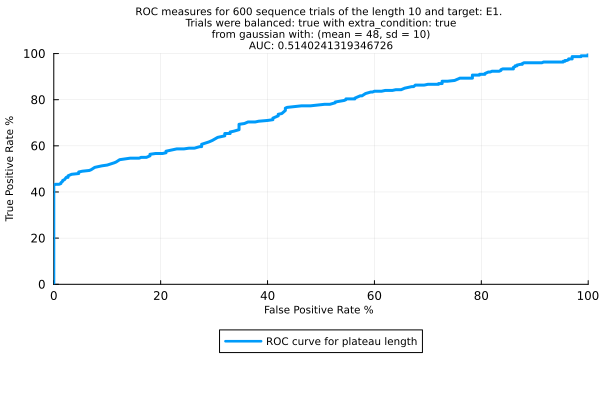 ROC measures for 600 sequence trials of the length 10 and target: E1.
Trials were balanced: true with extra_condition: true
from gaussian with: (mean = 48, sd = 10)
AUC: 0.5140241319346726
100
80
60
40
20
0
True Positive Rate %
0 20 40 60 80 100
False Positive Rate %
ROC curve for plateau length